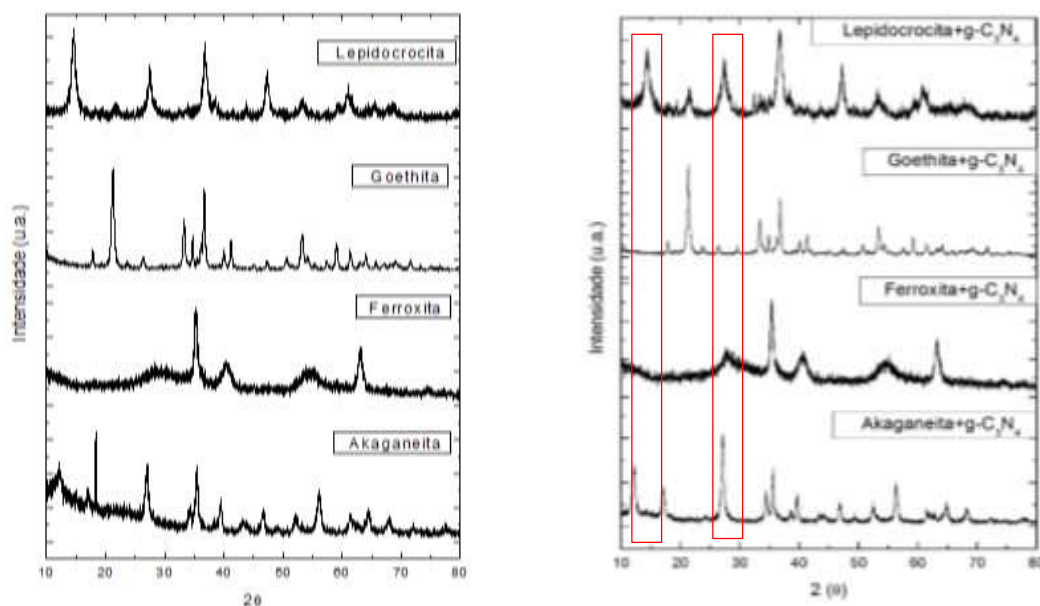 Lepidocrocita
Goethita
Ferroxita
Akaganeita
Intensidade (u.a.)
10 20 30 40 50 60 70 80
2θ
Lepidocrocita+g-C₃N₄
Goethita+g-C₃N₄
Ferroxita+g-C₃N₄
Akaganeita+g-C₃N₄
Intensidade (u.a.)
10 20 30 40 50 60 70 80
2 (θ)